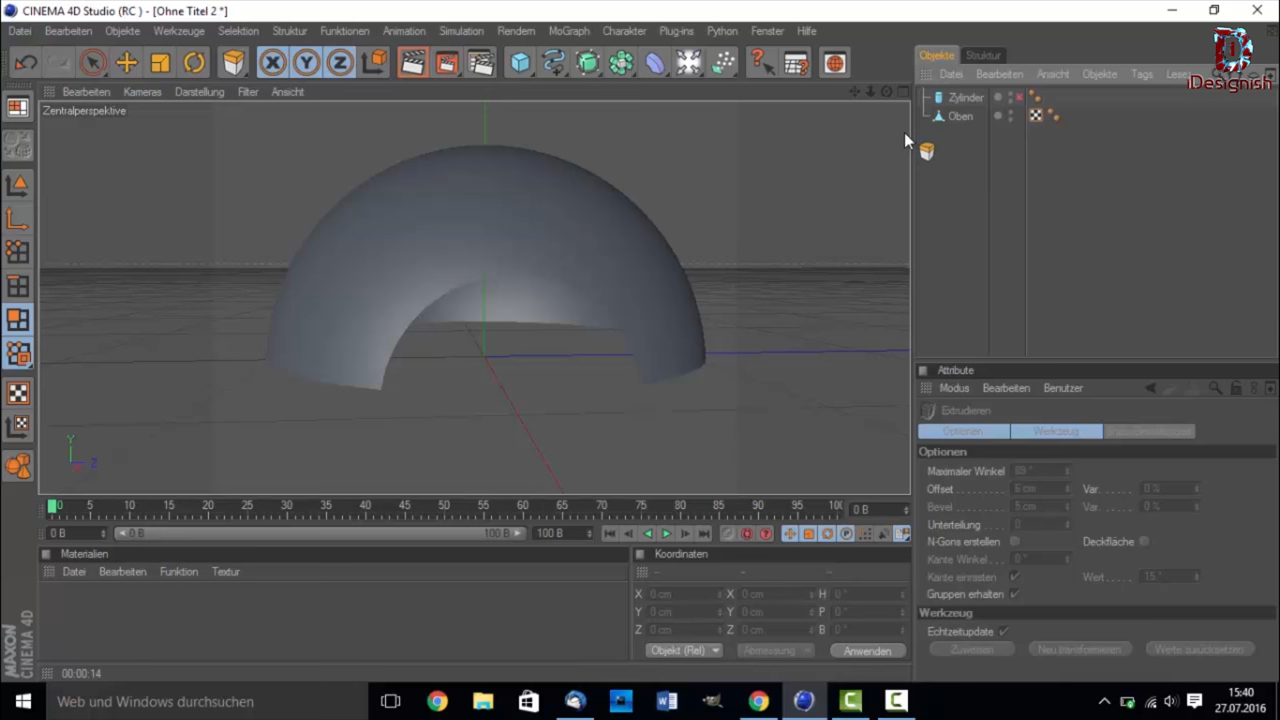 CINEMA 4D Studio (RC ) - [Ohne Titel 2 *]
Datei Bearbeiten Objekte Werkzeuge Selektion Struktur Funktionen Animation Simulation Rendern MoGraph Charakter Plug-ins Python Fenster Hilfe
Objekte Struktur
Datei Bearbeiten Ansicht Objekte Tags Lese
iDesignish
Bearbeiten Kameras Darstellung Filter Ansicht
Zentralperspektive
Zylinder
Oben
Y
X Z
Attribute
Modus Bearbeiten Benutzer
Extrudieren
Optionen Werkzeug
Optionen
Maximaler Winkel 89 °
Offset 5 cm Var. 0 %
Bevel 5 cm Var. 0 %
Unterteilung 0
N-Gons erstellen Deckfläche
Kante Winkel 0 °
Kante einrasten Wert 15 °
Gruppen erhalten
Werkzeug
Echtzeitupdate
Zuweisen Neu transformieren Werte zurücksetzen
0 5 10 15 20 25 30 35 40 45 50 55 60 65 70 75 80 85 90 95 100 0 B
0 B 0 B 100 B 100 B
Materialien
Datei Bearbeiten Funktion Textur
Koordinaten
X 0 cm X 0 cm H 0 °
Y 0 cm Y 0 cm P 0 °
Z 0 cm Z 0 cm B 0 °
Objekt (Rel) Abmessung Anwenden
MAXON
CINEMA 4D
00:00:14
Web und Windows durchsuchen
15:40
27.07.2016